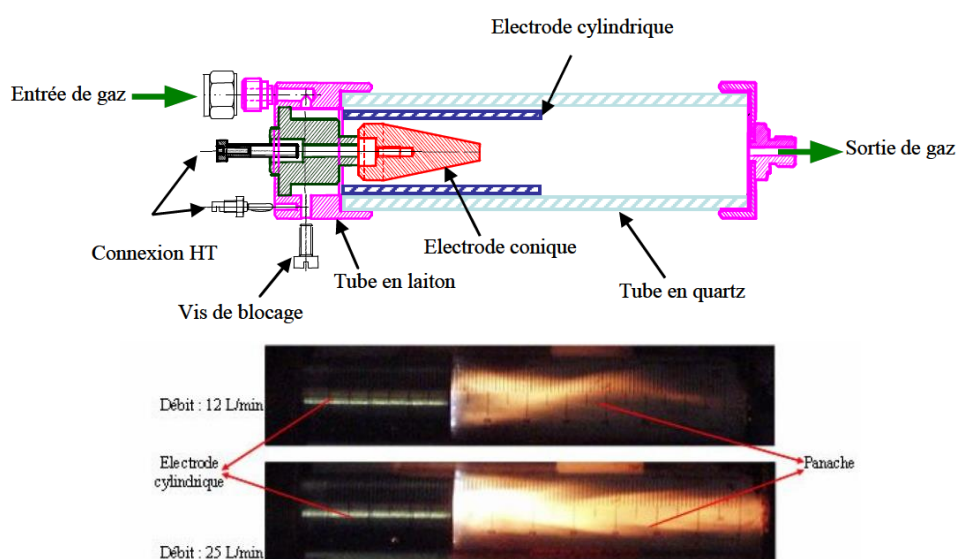 Electrode cylindrique
Entrée de gaz
Sortie de gaz
Connexion HT
Electrode conique
Tube en laiton
Tube en quartz
Vis de blocage
Débit : 12 L/min
Electrode
cylindrique
Panache
Débit : 25 L/min